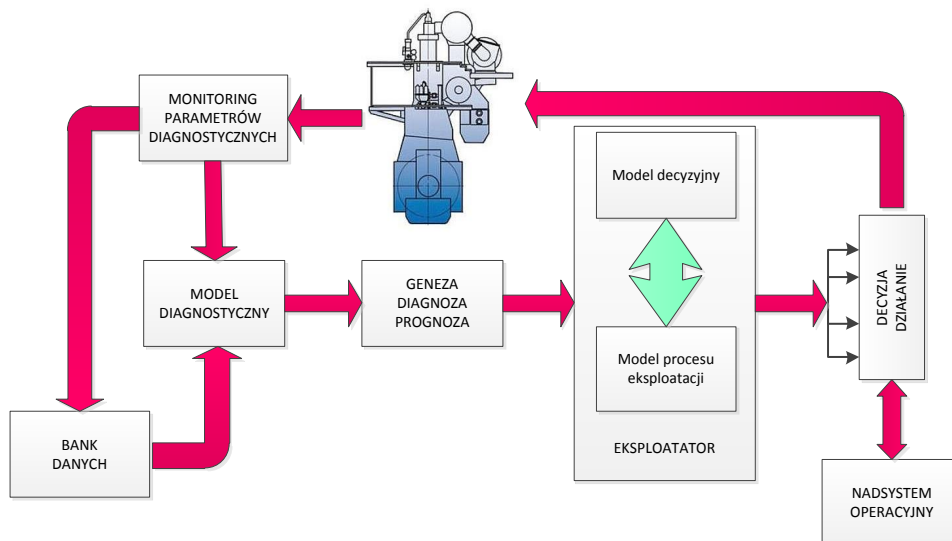 MONITORING
PARAMETRÓW
DIAGNOSTYCZNYCH
Model decyzyjny
MODEL
DIAGNOSTYCZNY
GENEZA
DIAGNOZA
PROGNOZA
DECYZJA
DZIAŁANIE
Model procesu
eksploatacji
EKSPLOATATOR
BANK
DANYCH
NADSYSTEM
OPERACYJNY